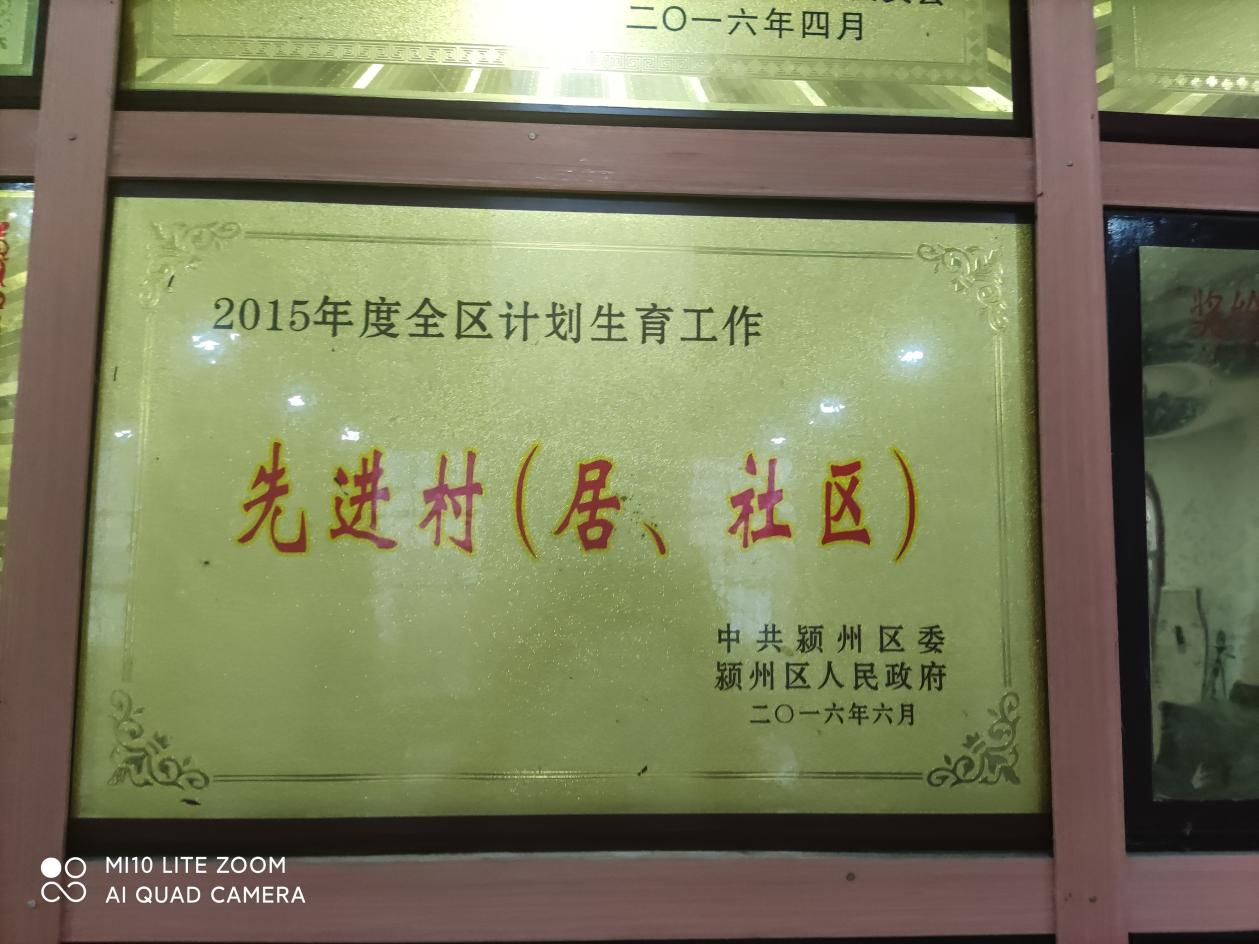 二〇一六年四月
2015年度全区计划生育工作
先进村(居、社区)
中共颍州区委
颍州区人民政府
二〇一六年六月
MI10 LITE ZOOM
AI QUAD CAMERA